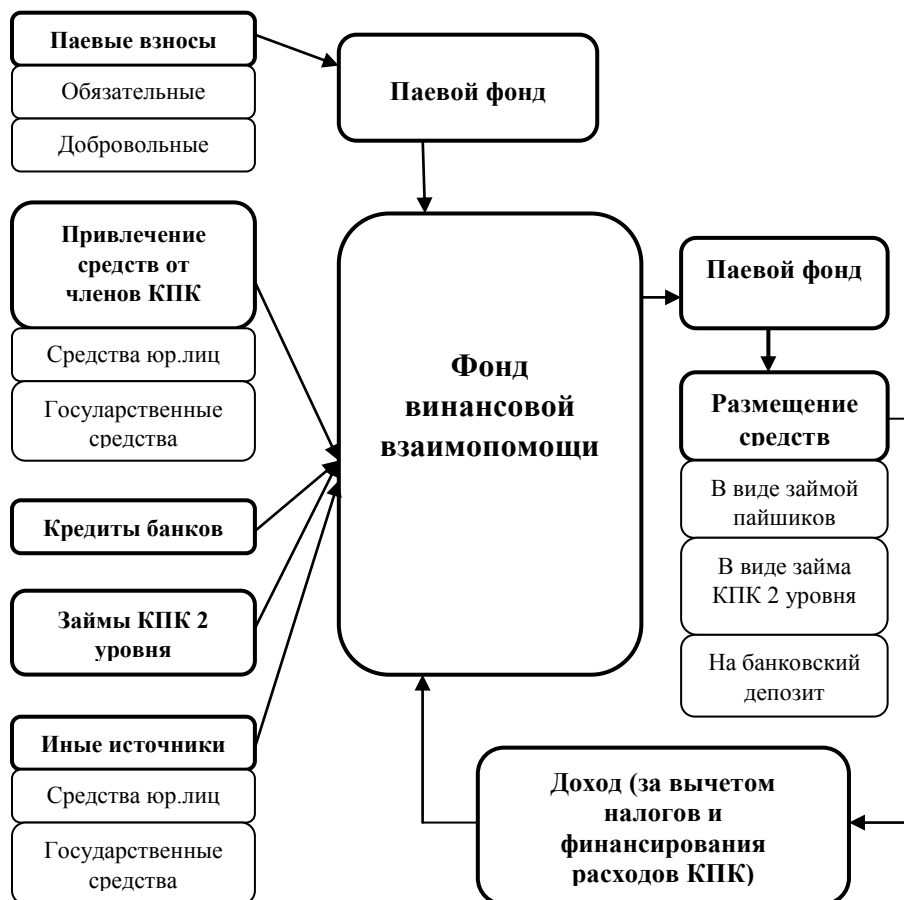 Паевые взносы
Обязательные
Добровольные
Паевой фонд
Привлечение
средств от
членов КПК
Средства юр.лиц
Госуларственные
средства
Кредиты банков
Займы КПК 2
уровня
Иные источники
Средства юр.лиц
Государственные
средства
Фонд
винансовой
взаимопомощи
Паевой фонд
Размещение
средств
В виде займой
пайшиков
В виде займа
КПК 2 уровня
На банковский
депозит
Доход (за вычетом
налогов и
финансирования
расходов КПК)